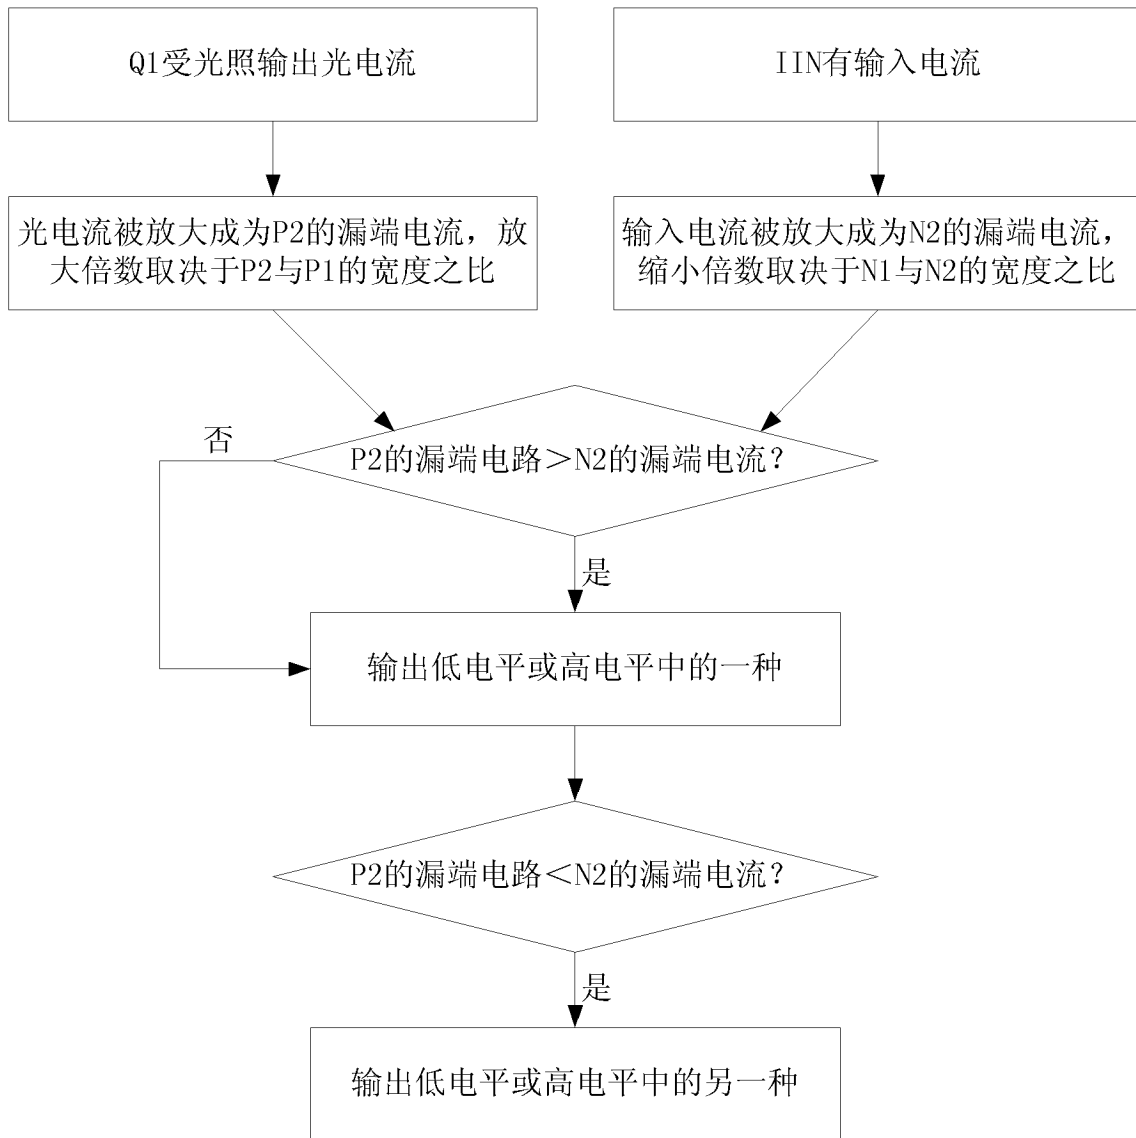 Q1受光照输出光电流
IIN有输入电流
光电流被放大成为P2的漏端电流，放
大倍数取决于P2与P1的宽度之比
输入电流被放大成为N2的漏端电流，
缩小倍数取决于N1与N2的宽度之比
否
P2的漏端电路＞N2的漏端电流？
是
输出低电平或高电平中的一种
P2的漏端电路＜N2的漏端电流？
是
输出低电平或高电平中的另一种